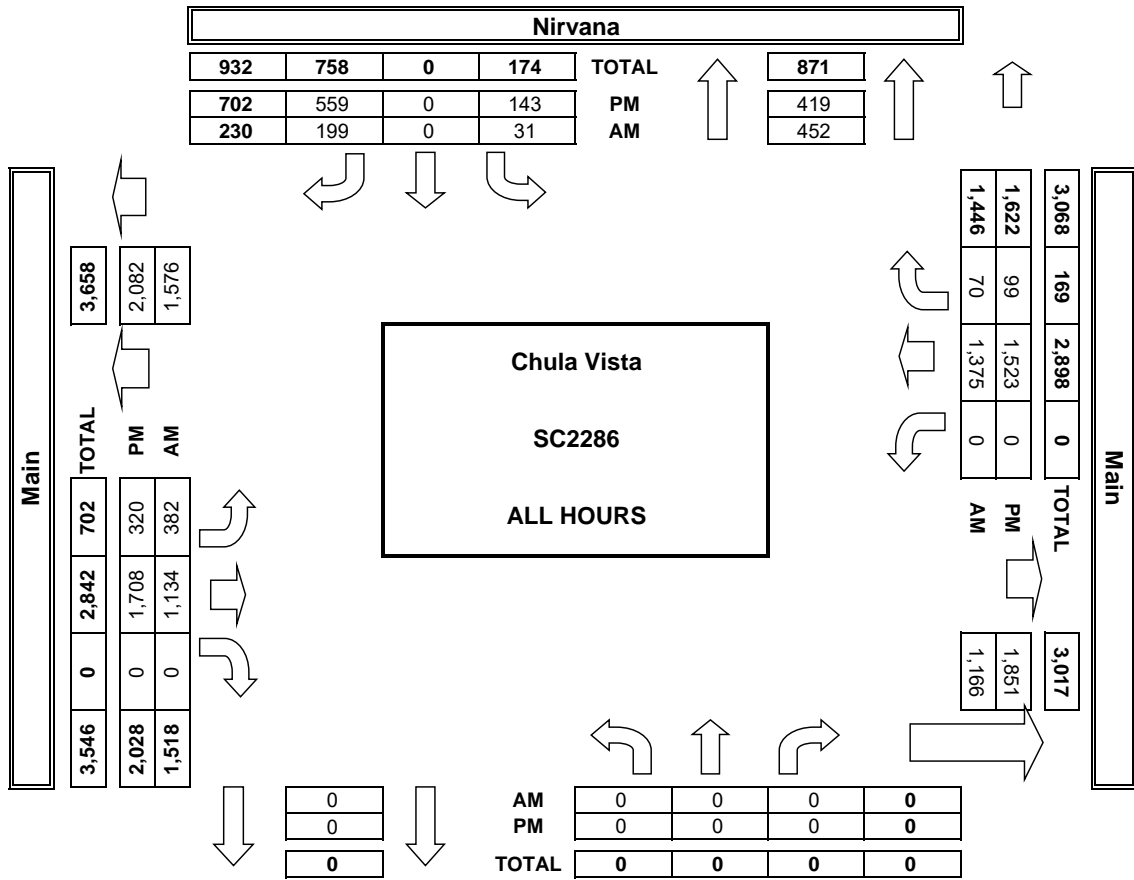 Nirvana
932 758 0 174 TOTAL 871
702 559 0 143 PM 419
230 199 0 31 AM 452
Main
3,658
2,082
1,576
TOTAL 702 2,842 0 3,546
PM 320 1,708 0 2,028
AM 382 1,134 0 1,518
Chula Vista
SC2286
ALL HOURS
3,068 169 2,898 0 TOTAL
1,622 99 1,523 0 PM
1,446 70 1,375 0 AM
3,017
1,851
1,166
Main
0 AM 0 0 0 0
0 PM 0 0 0 0
0 TOTAL 0 0 0 0